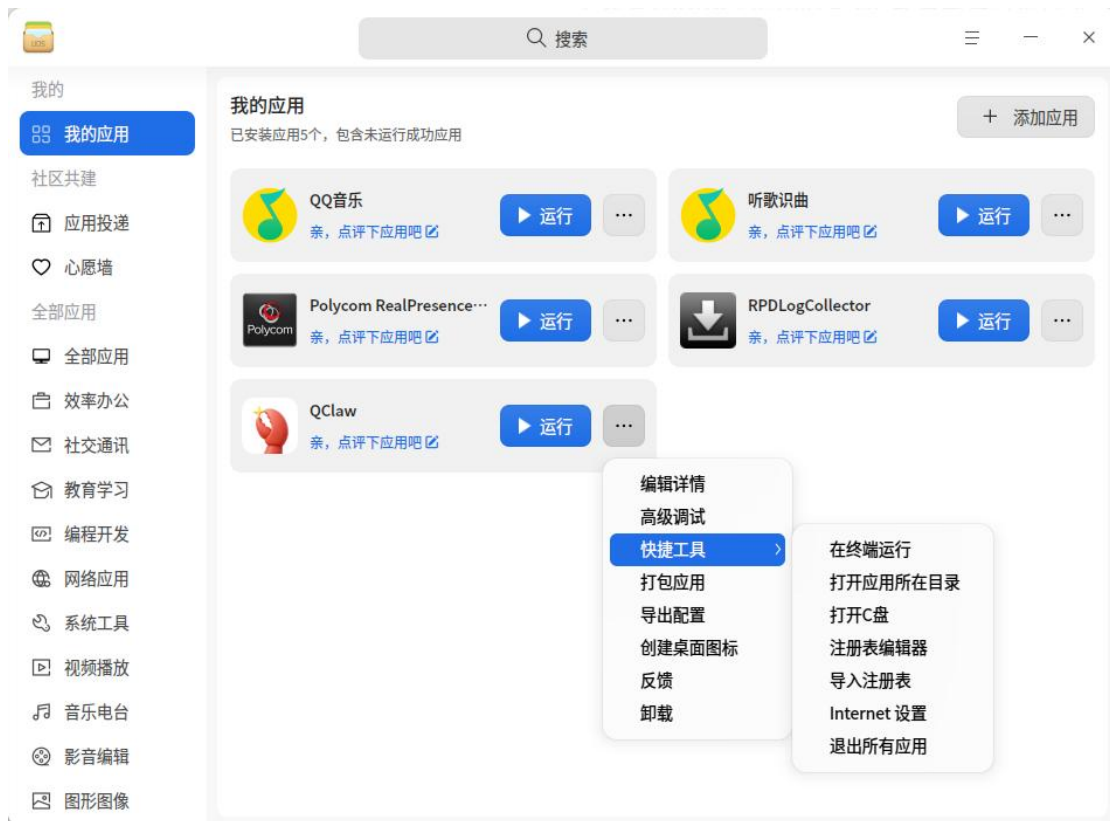 UOS
搜索
我的
我的应用
社区共建
应用投递
心愿墙
全部应用
全部应用
效率办公
社交通讯
教育学习
编程开发
网络应用
系统工具
视频播放
音乐电台
影音编辑
图形图像
我的应用
已安装应用5个，包含未运行成功应用
+ 添加应用
QQ音乐
亲，点评下应用吧
运行
...
听歌识曲
亲，点评下应用吧
运行
...
Polycom
Polycom RealPresence...
亲，点评下应用吧
运行
...
RPDLogCollector
亲，点评下应用吧
运行
...
QClaw
亲，点评下应用吧
运行
...
编辑详情
高级调试
快捷工具
打包应用
导出配置
创建桌面图标
反馈
卸载
在终端运行
打开应用所在目录
打开C盘
注册表编辑器
导入注册表
Internet 设置
退出所有应用